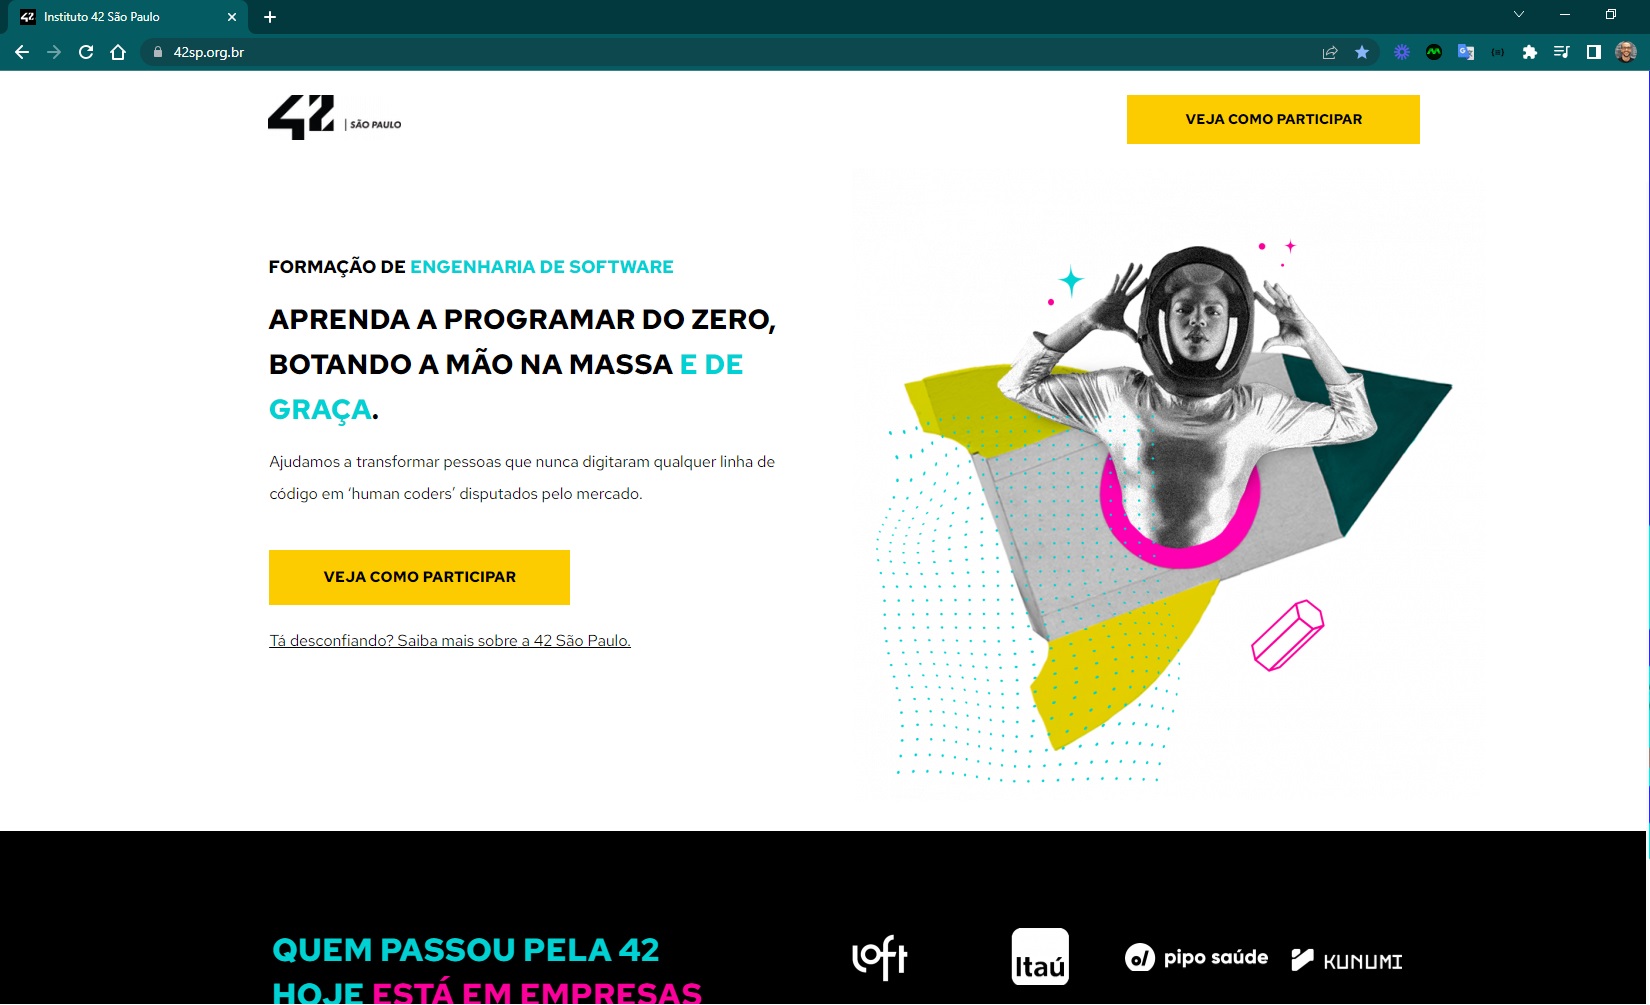 Instituto 42 São Paulo
42sp.org.br
42 | SÃO PAULO
VEJA COMO PARTICIPAR
FORMAÇÃO DE ENGENHARIA DE SOFTWARE
APRENDA A PROGRAMAR DO ZERO,
BOTANDO A MÃO NA MASSA E DE
GRAÇA.
Ajudamos a transformar pessoas que nunca digitaram qualquer linha de
código em ‘human coders’ disputados pelo mercado.
VEJA COMO PARTICIPAR
Tá desconfiando? Saiba mais sobre a 42 São Paulo.
QUEM PASSOU PELA 42
HOJE ESTÁ EM EMPRESAS
loft
Itaú
pipo saúde
KUNUMI